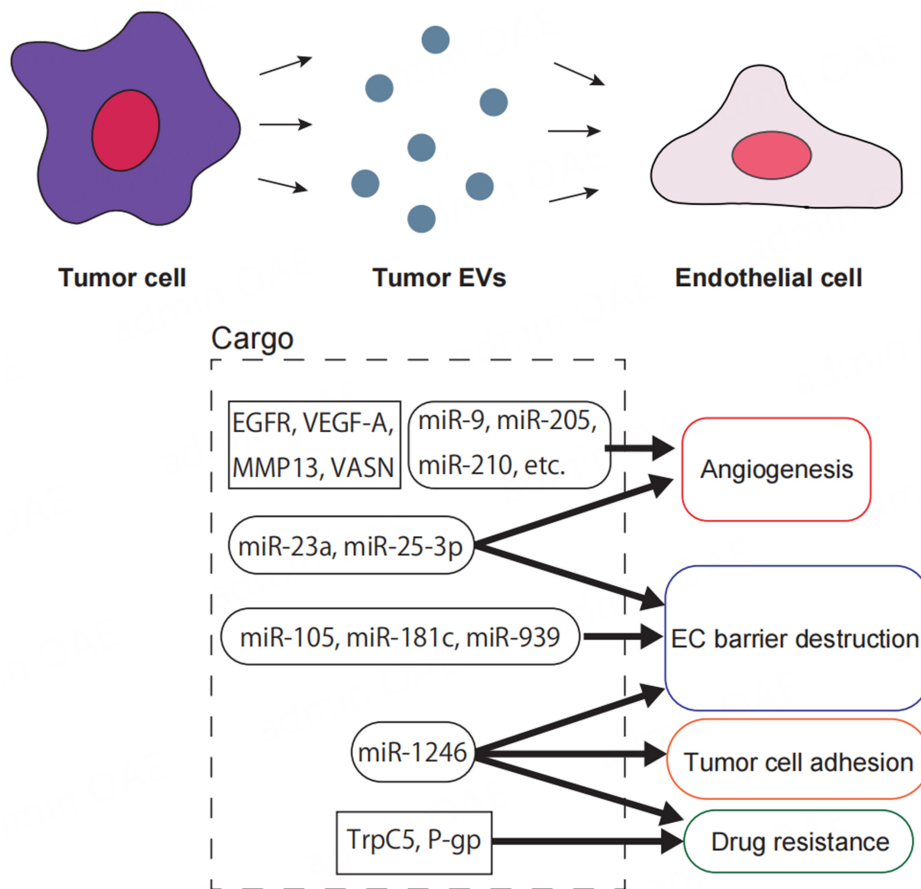 Tumor cell
Tumor EVs
Endothelial cell
Cargo
EGFR, VEGF-A,
MMP13, VASN
miR-9, miR-205,
miR-210, etc.
Angiogenesis
miR-23a, miR-25-3p
miR-105, miR-181c, miR-939
EC barrier destruction
miR-1246
Tumor cell adhesion
TrpC5, P-gp
Drug resistance